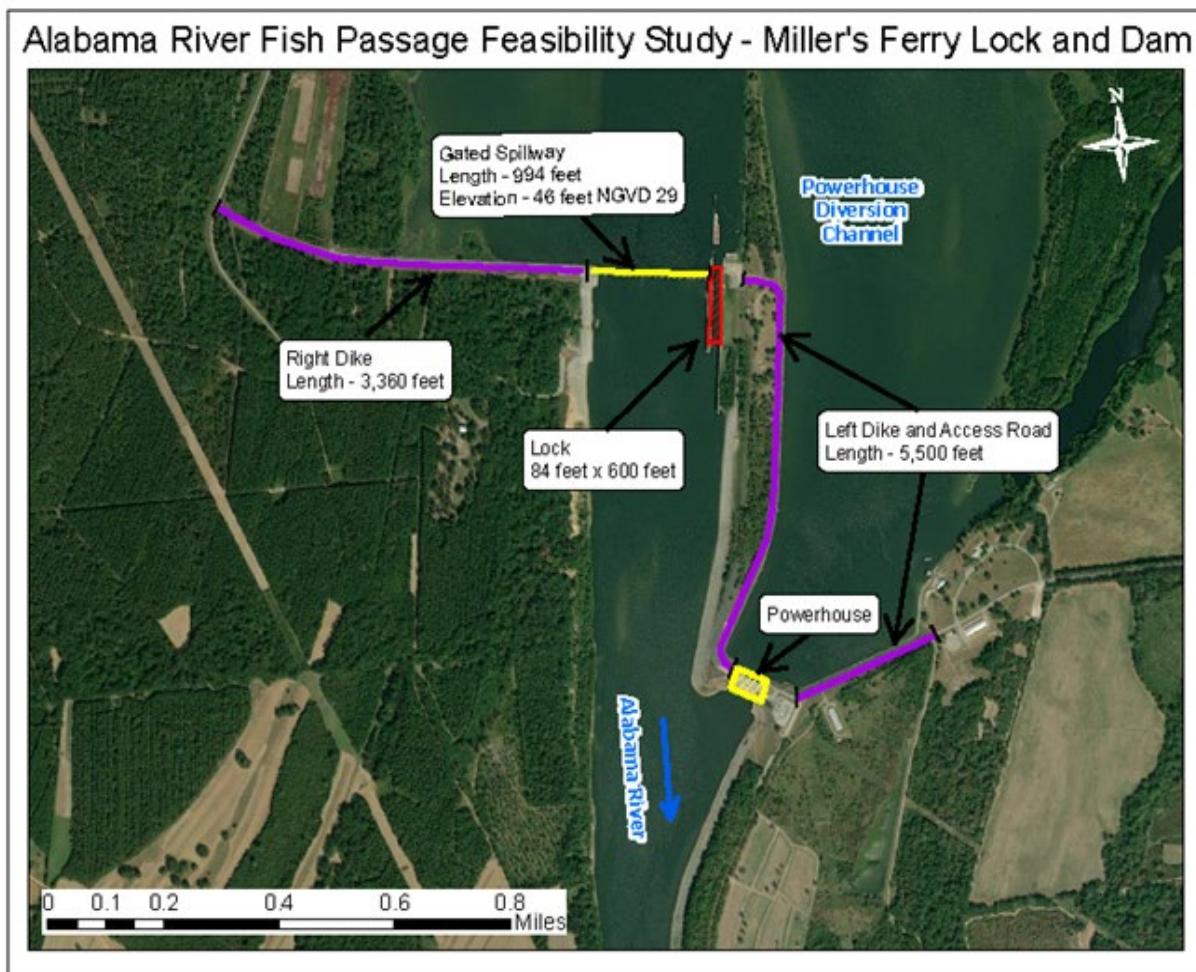 Alabama River Fish Passage Feasibility Study - Miller's Ferry Lock and Dam
N
Gated Spillway
Length - 994 feet
Elevation - 46 feet NGVD 29
Powerhouse
Diversion
Channel
Right Dike
Length - 3,360 feet
Lock
84 feet x 600 feet
Left Dike and Access Road
Length - 5,500 feet
Powerhouse
Alabama River
0 0.1 0.2 0.4 0.6 0.8
Miles